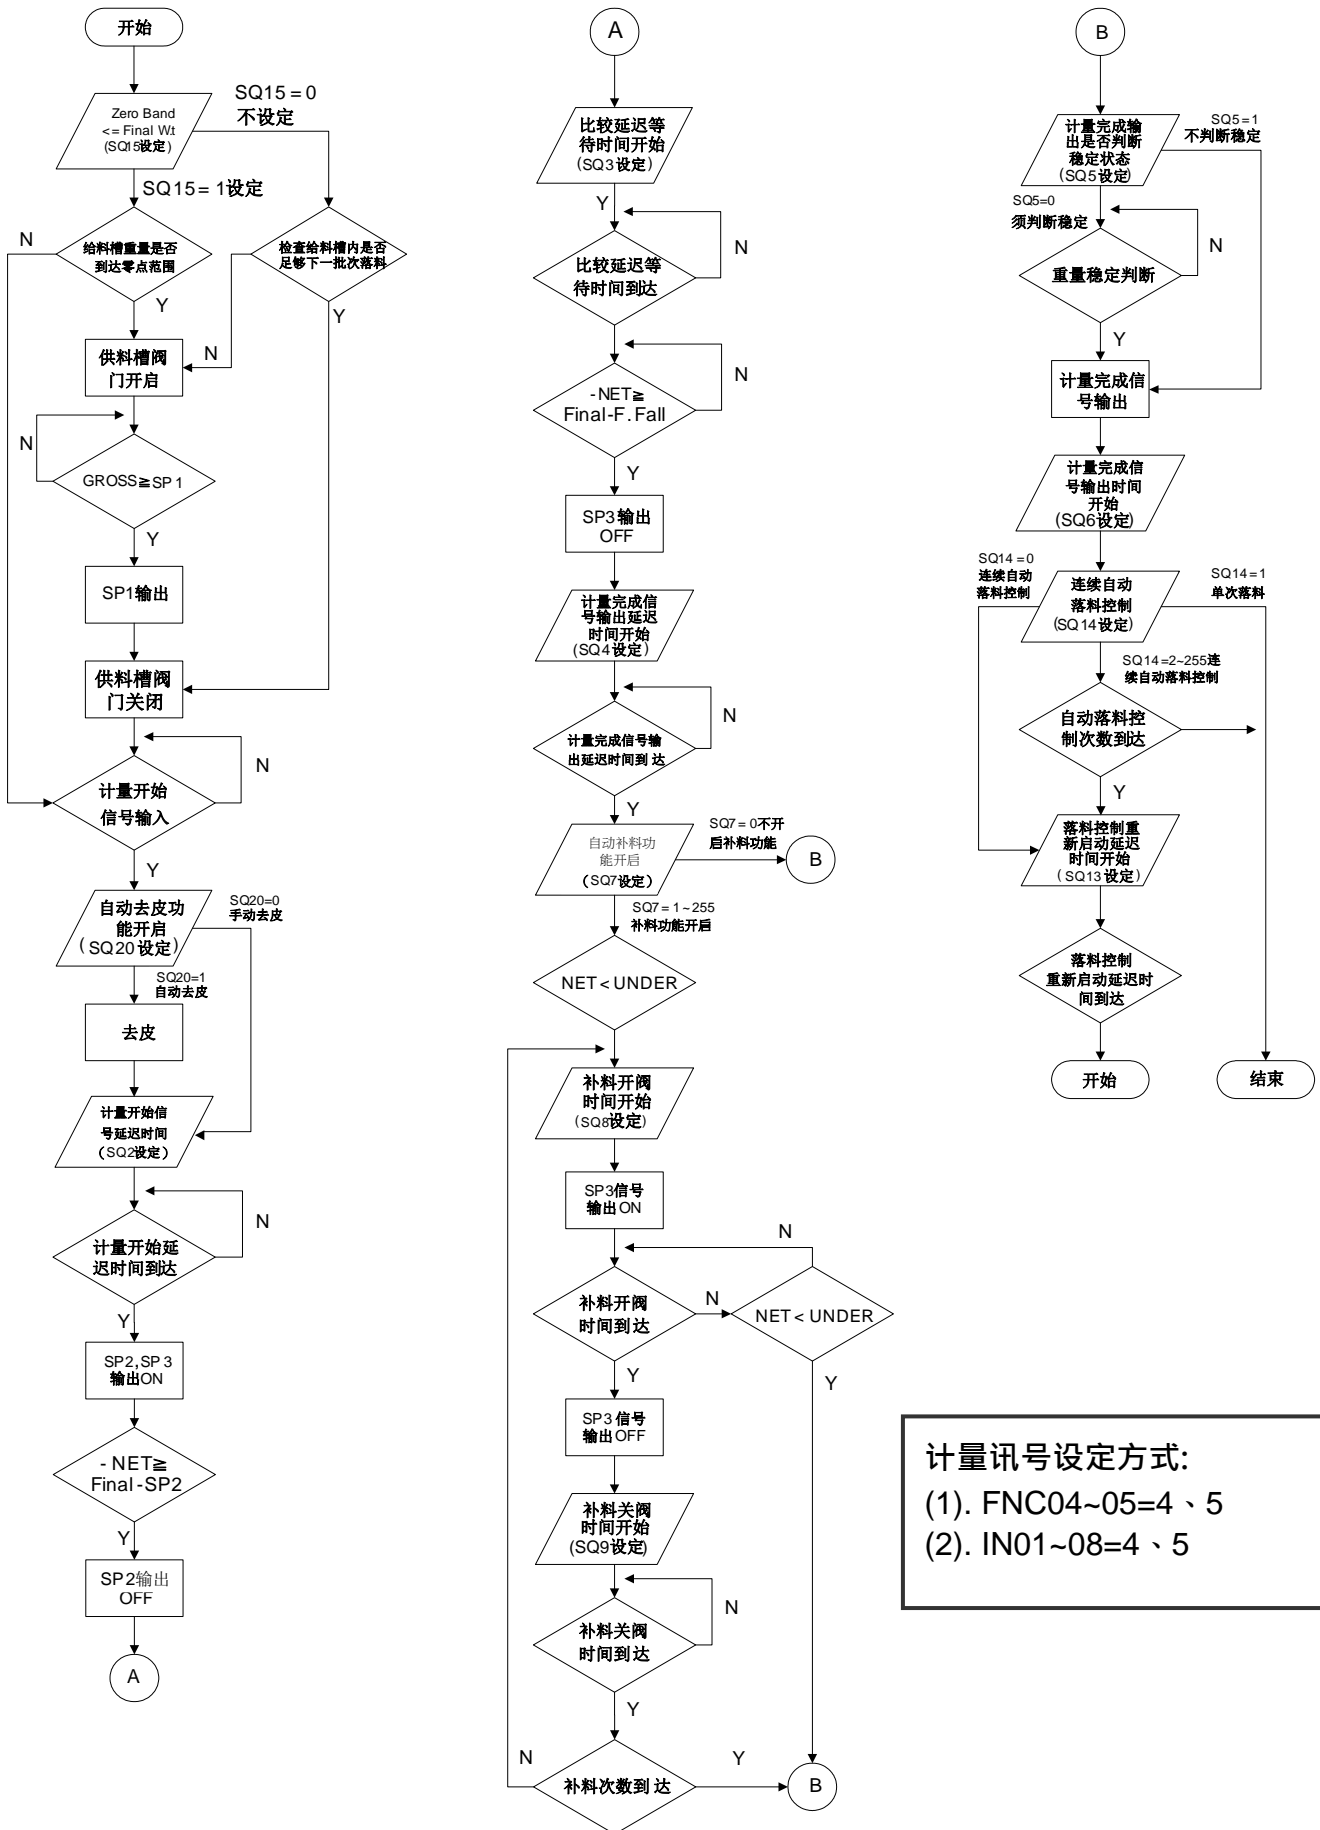 开始
Zero Band
<= Final W.t
(SQ15设定)
SQ15 = 0
不设定
SQ15 = 1设定
N
给料槽重量是否
到达零点范围
检查给料槽内是否
足够下一批次落料
Y
Y
供料槽阀
门开启
N
N
GROSS≧SP1
Y
SP1输出
供料槽阀
门关闭
N
计量开始
信号输入
Y
自动去皮功
能开启
(SQ20设定)
SQ20=0
手动去皮
SQ20=1
自动去皮
去皮
计量开始信
号延迟时间
(SQ2设定)
N
计量开始延
迟时间到达
Y
SP2,SP3
输出ON
- NET≧
Final -SP2
Y
SP2输出
OFF
A
A
比较延迟等
待时间开始
(SQ3设定)
Y
N
比较延迟等
待时间到达
N
-NET≧
Final-F. Fall
Y
SP3输出
OFF
计量完成信
号输出延迟
时间开始
(SQ4设定)
N
计量完成信号输
出延迟时间到达
Y
自动补料功
能开启
(SQ7设定)
SQ7 = 0不开
启补料功能
B
SQ7 = 1~255
补料功能开启
NET < UNDER
补料开阀
时间开始
(SQ8设定)
SP3信号
输出ON
N
补料开阀
时间到达
N
NET < UNDER
Y
Y
SP3信号
输出OFF
补料关阀
时间开始
(SQ9设定)
N
补料关阀
时间到达
Y
N
补料次数到达
Y
B
B
计量完成输
出是否判断
稳定状态
(SQ5设定)
SQ5=1
不判断稳定
SQ5=0
须判断稳定
N
重量稳定判断
Y
计量完成信
号输出
计量完成信
号输出时间
开始
(SQ6设定)
SQ14 = 0
连续自动
落料控制
连续自动
落料控制
(SQ14设定)
SQ14=1
单次落料
SQ14=2~255连
续自动落料控制
自动落料控
制次数到达
Y
落料控制重
新启动延迟
时间开始
(SQ13设定)
落料控制
重新启动延迟时
间到达
开始
结束
计量讯号设定方式:
(1). FNC04~05=4、5
(2). IN01~08=4、5